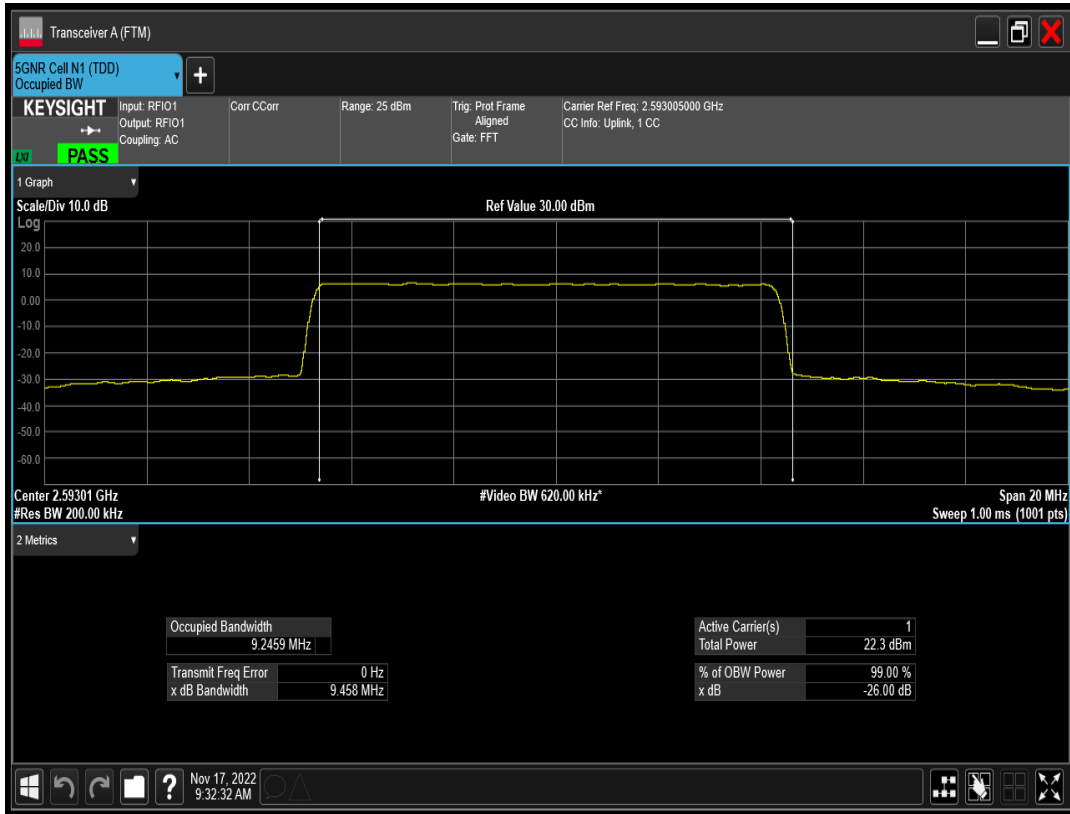 Transceiver A (FTM)
5GNR Cell N1 (TDD)
Occupied BW
+
KEYSIGHT
LXI PASS
Input: RFIO1
Output: RFIO1
Coupling: AC
Corr CCorr
Range: 25 dBm
Trig: Prot Frame
Aligned
Gate: FFT
Carrier Ref Freq: 2.593005000 GHz
CC Info: Uplink, 1 CC
1 Graph
Scale/Div 10.0 dB
Ref Value 30.00 dBm
Log
20.0
10.0
0.00
-10.0
-20.0
-30.0
-40.0
-50.0
-60.0
Center 2.59301 GHz
#Video BW 620.00 kHz*
Span 20 MHz
#Res BW 200.00 kHz
Sweep 1.00 ms (1001 pts)
2 Metrics
Occupied Bandwidth
9.2459 MHz
Transmit Freq Error 0 Hz
x dB Bandwidth 9.458 MHz
Active Carrier(s) 1
Total Power 22.3 dBm
% of OBW Power 99.00 %
x dB -26.00 dB
?
Nov 17, 2022
9:32:32 AM